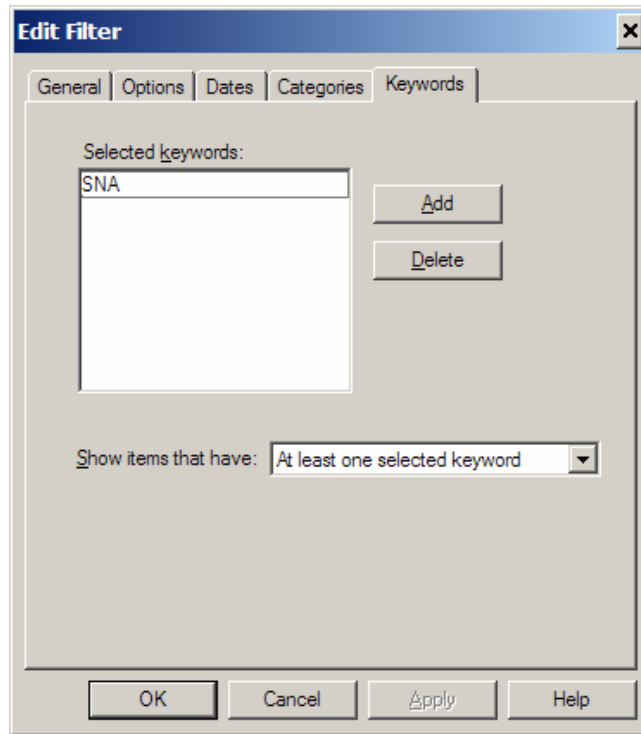 Edit Filter
General Options Dates Categories Keywords
Selected keywords:
SNA
Add
Delete
Show items that have: At least one selected keyword
OK Cancel Apply Help